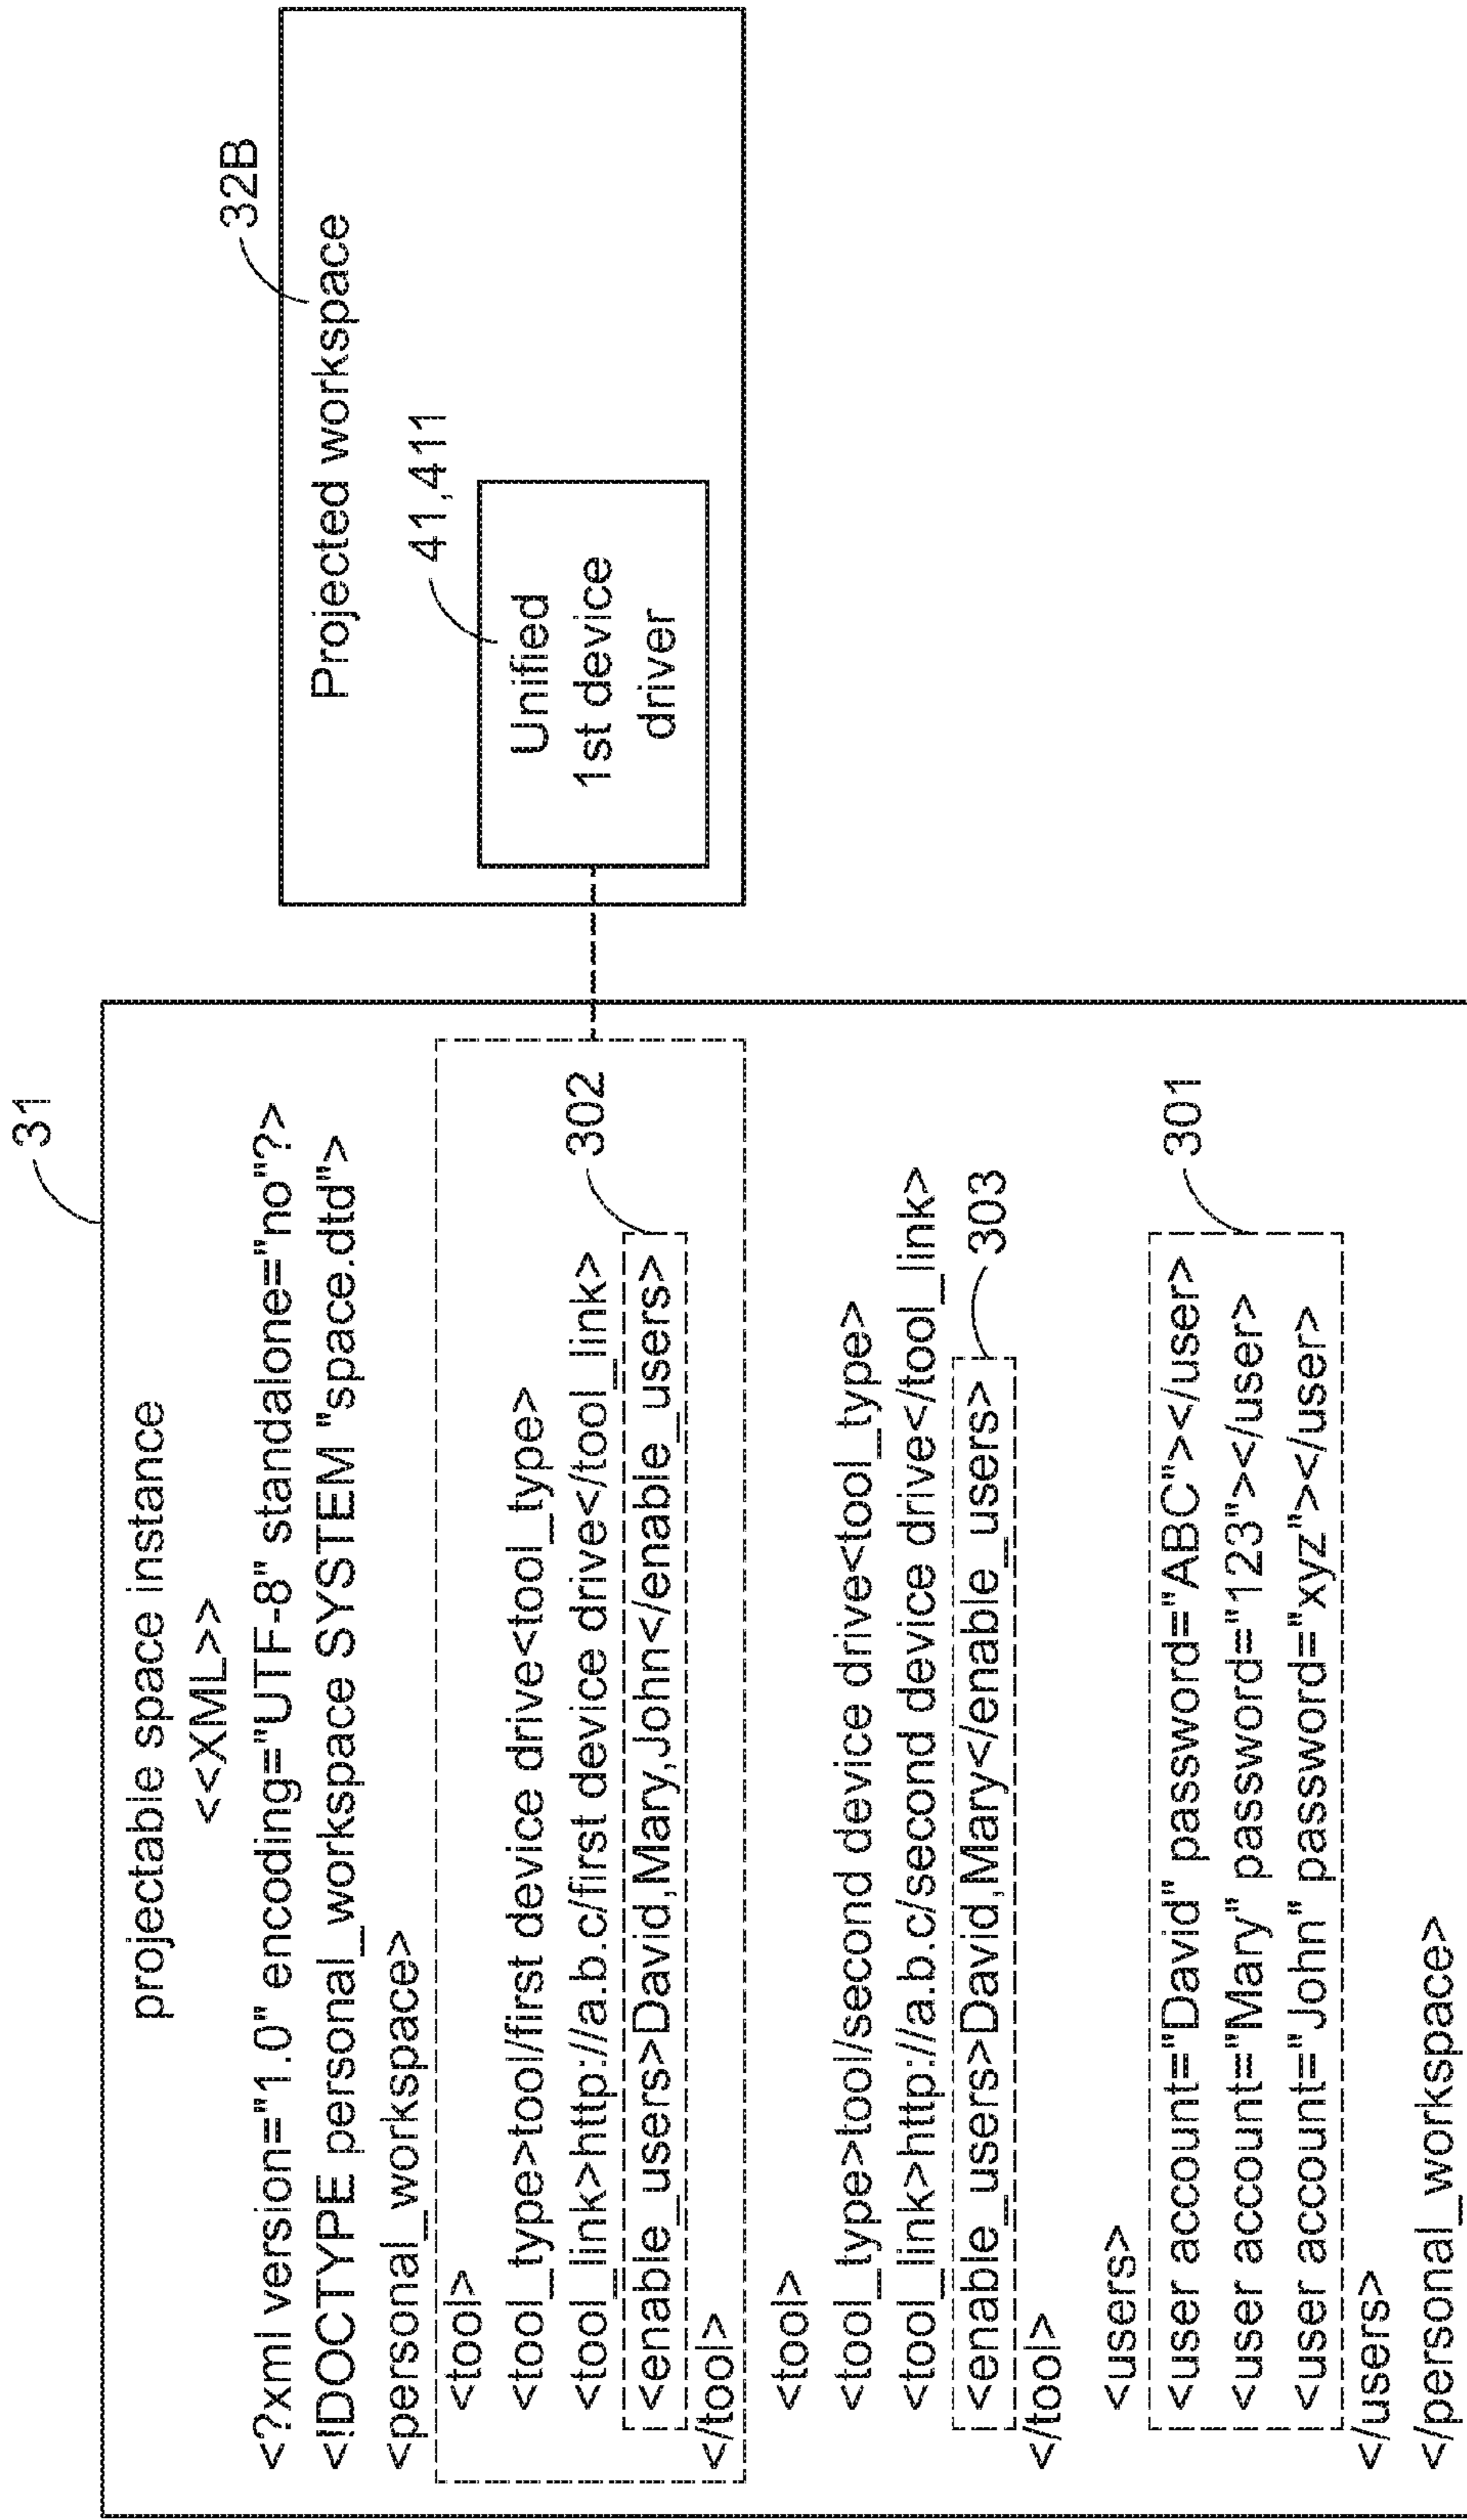 31
projectable space instance
<<XML>>
<?xml version="1.0" encoding="UTF-8" standalone="no"?>
<!DOCTYPE personal_workspace SYSTEM "space.dtd">
<personal_workspace>
<tool>
<tool_type>tool/first device drive<tool_type>
<tool_link>http://a.b.c/first device drive</tool_link>
<enable_users>David,Mary,John</enable_users>
302
</tool>
<tool>
<tool_type>tool/second device drive<tool_type>
<tool_link>http://a.b.c/second device drive</tool_link>
<enable_users>David,Mary</enable_users>
303
</tool>
<users>
<user account="David" password="ABC"></user>
<user account="Mary" password="123"></user>
<user account="John" password="xyz"></user>
301
</users>
</personal_workspace>
32B
Projected workspace
41,411
Unified
1st device
driver